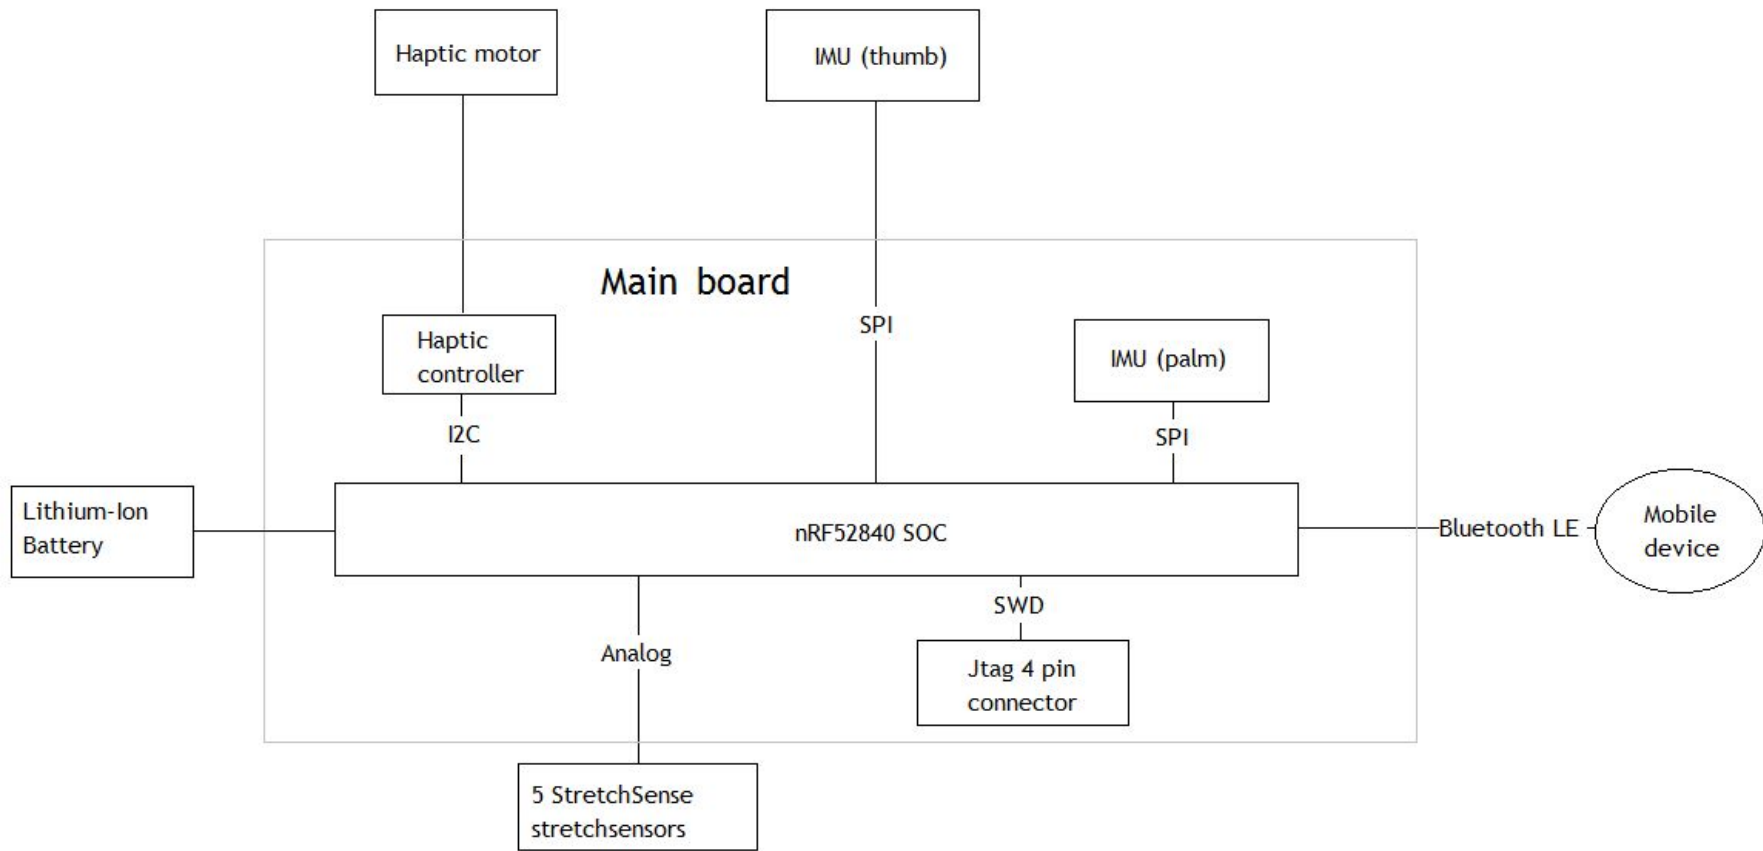 Haptic motor
IMU (thumb)
Main board
Haptic
controller
SPI
IMU (palm)
I2C
SPI
Lithium-Ion
Battery
nRF52840 SOC
Bluetooth LE
Mobile
device
SWD
Analog
Jtag 4 pin
connector
5 StretchSense
stretchsensors